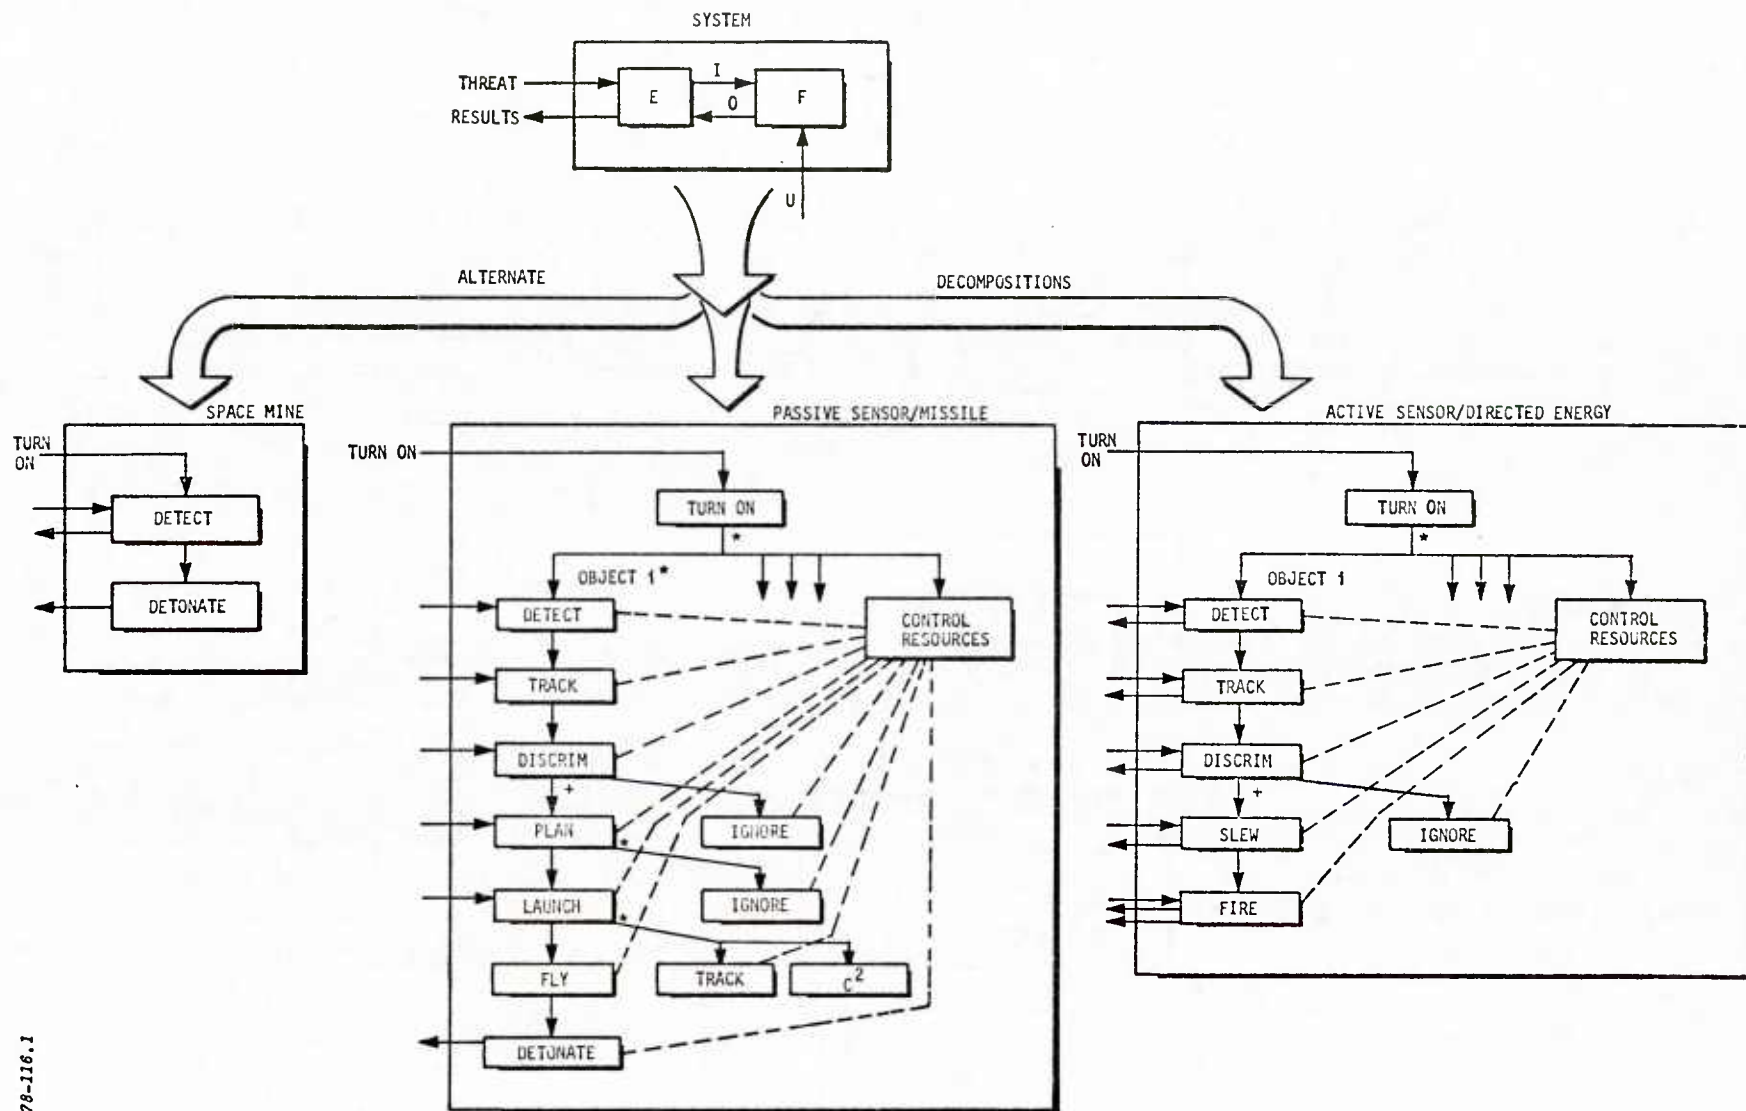 SYSTEM
THREAT
I
E
F
O
RESULTS
U
ALTERNATE
DECOMPOSITIONS
SPACE MINE
TURN
ON
DETECT
DETONATE
PASSIVE SENSOR/MISSILE
TURN ON
TURN ON
*
OBJECT i*
DETECT
CONTROL
RESOURCES
TRACK
DISCRIM
+
PLAN
IGNORE
*
LAUNCH
IGNORE
*
FLY
TRACK
C²
DETONATE
ACTIVE SENSOR/DIRECTED ENERGY
TURN
ON
TURN ON
*
OBJECT i
DETECT
CONTROL
RESOURCES
TRACK
DISCRIM
+
SLEW
IGNORE
FIRE
78-116.1